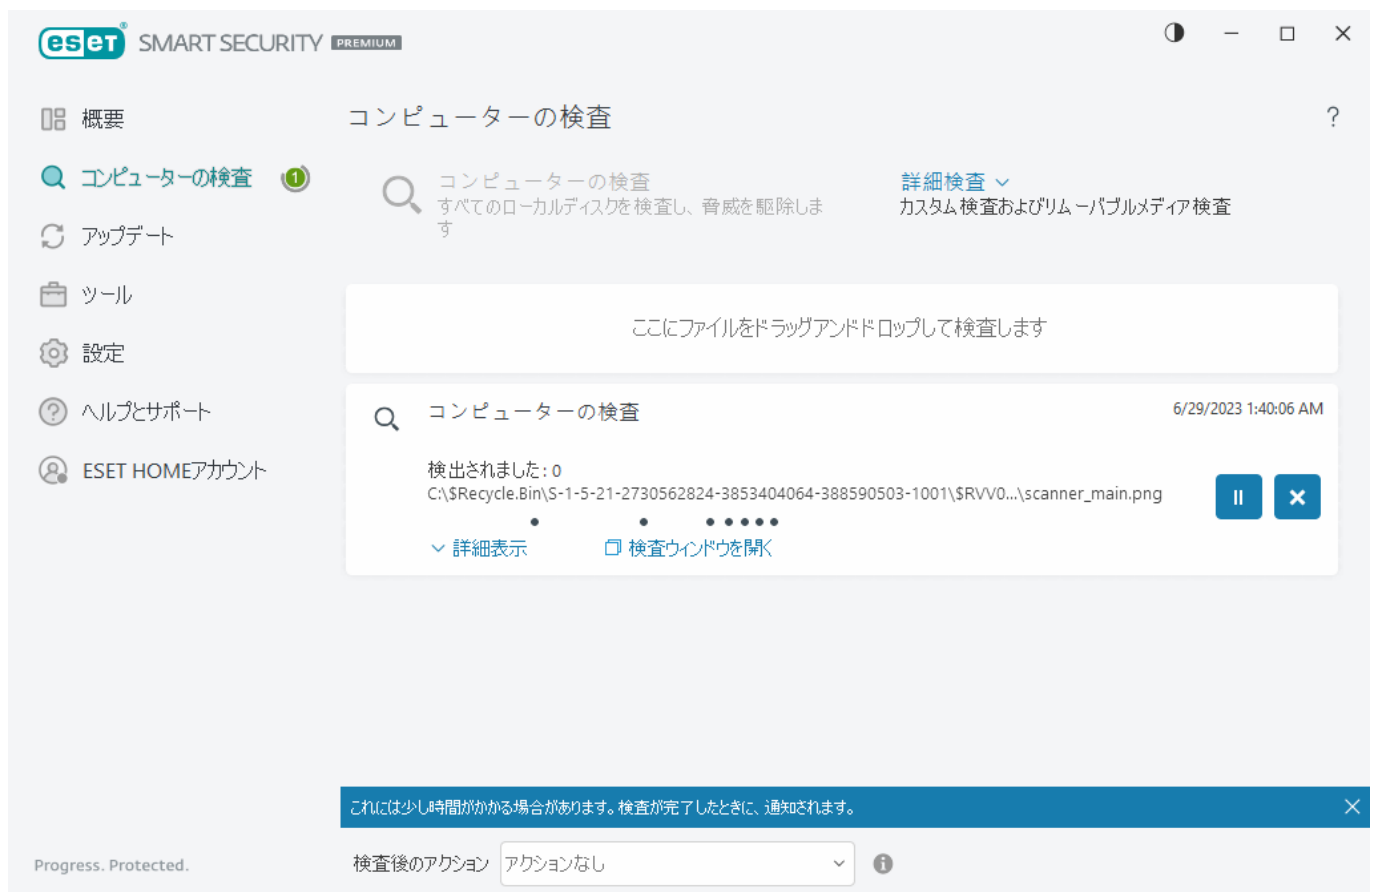 eset® SMART SECURITY PREMIUM
概要
コンピューターの検査 1
アップデート
ツール
設定
ヘルプとサポート
ESET HOMEアカウント
Progress. Protected.
コンピューターの検査
?
コンピューターの検査
すべてのローカルディスクを検査し、脅威を駆除しま
す
詳細検査
カスタム検査およびリムーバブルメディア検査
ここにファイルをドラッグアンドドロップして検査します
コンピューターの検査
6/29/2023 1:40:06 AM
検出されました: 0
C:\$Recycle.Bin\S-1-5-21-2730562824-3853404064-388590503-1001\$RVV0...\scanner_main.png
詳細表示
検査ウィンドウを開く
これには少し時間がかかる場合があります。検査が完了したときに、通知されます。
検査後のアクション アクションなし